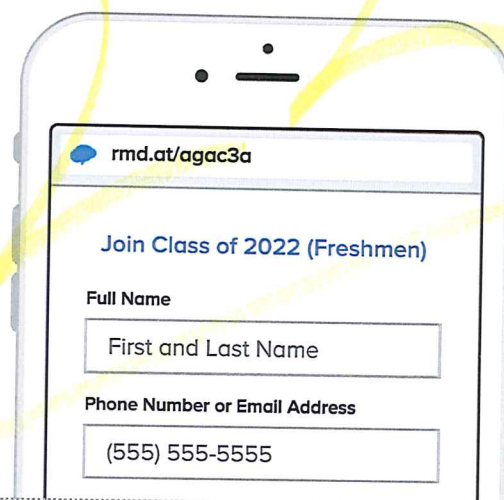 rmd.at/agac3a
Join Class of 2022 (Freshmen)
Full Name
First and Last Name
Phone Number or Email Address
(555) 555-5555